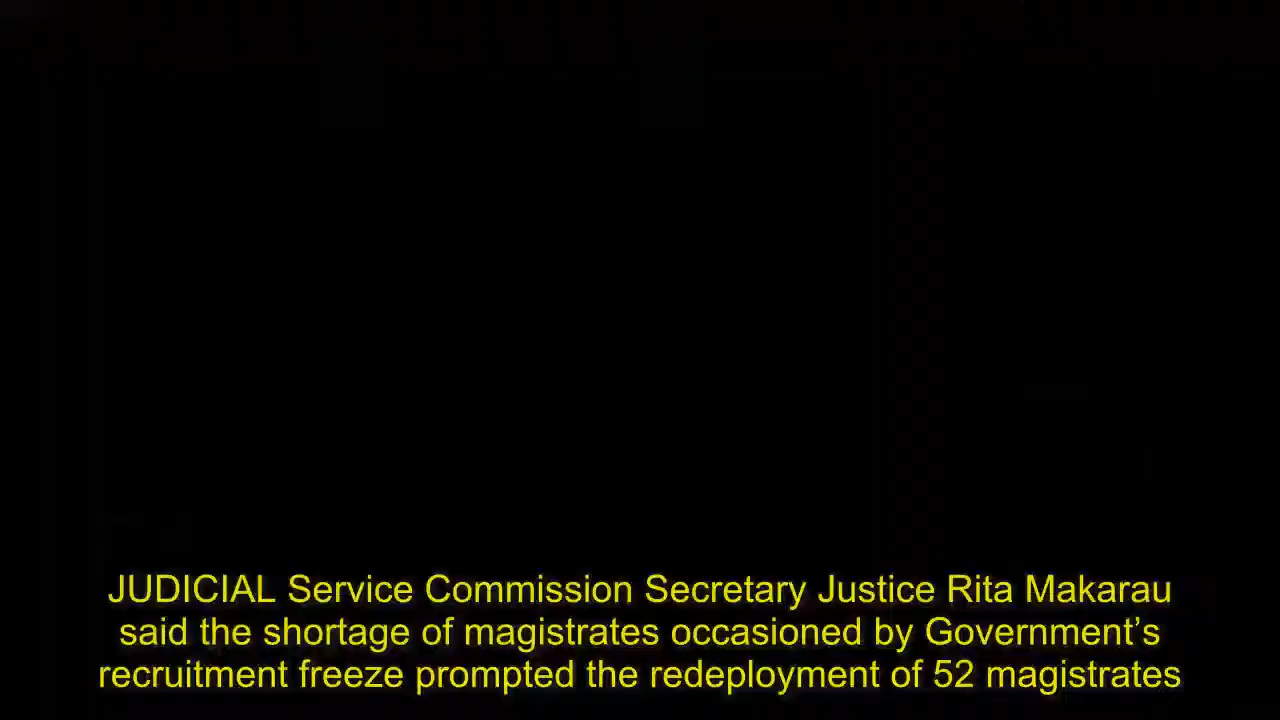 JUDICIAL Service Commission Secretary Justice Rita Makarau
said the shortage of magistrates occasioned by Government’s
recruitment freeze prompted the redeployment of 52 magistrates